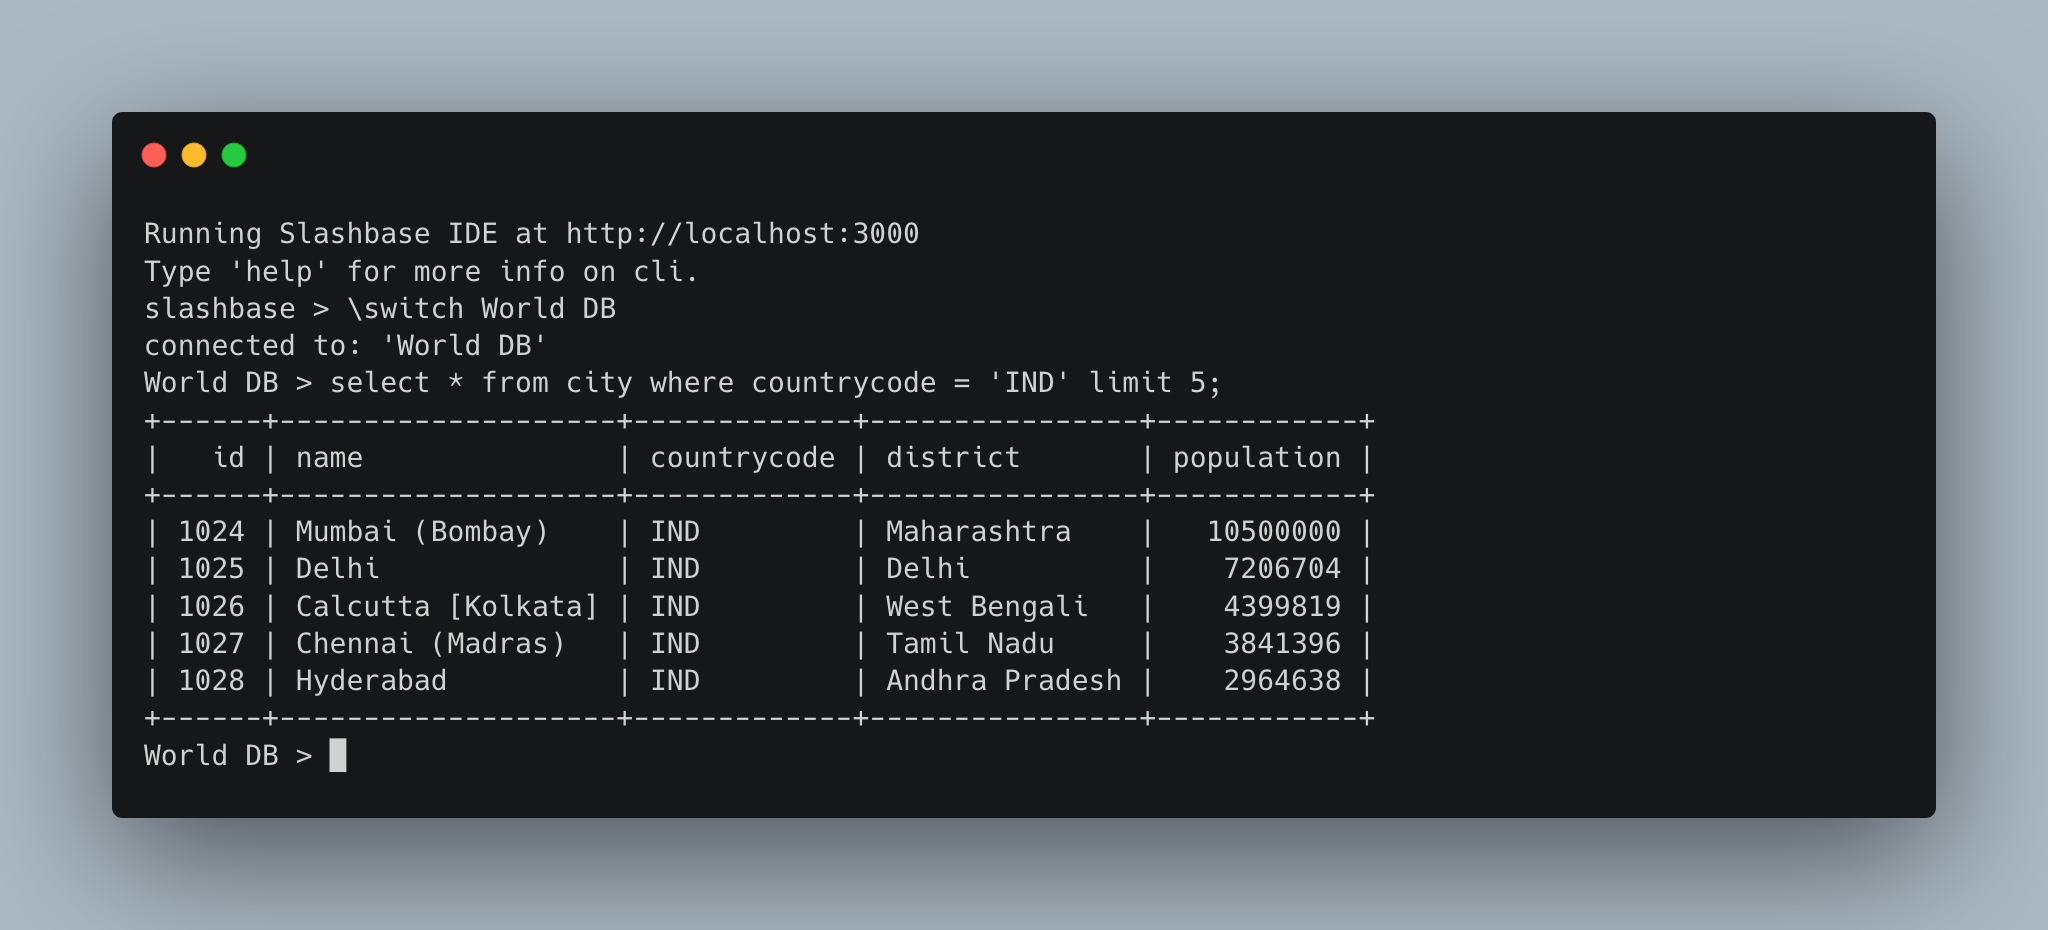 Running Slashbase IDE at http://localhost:3000
Type 'help' for more info on cli.
slashbase > \switch World DB
connected to: 'World DB'
World DB > select * from city where countrycode = 'IND' limit 5;
+------+--------------------+-------------+----------------+------------+
|   id | name               | countrycode | district       | population |
+------+--------------------+-------------+----------------+------------+
| 1024 | Mumbai (Bombay)    | IND         | Maharashtra    |   10500000 |
| 1025 | Delhi              | IND         | Delhi          |    7206704 |
| 1026 | Calcutta [Kolkata] | IND         | West Bengali   |    4399819 |
| 1027 | Chennai (Madras)   | IND         | Tamil Nadu     |    3841396 |
| 1028 | Hyderabad          | IND         | Andhra Pradesh |    2964638 |
+------+--------------------+-------------+----------------+------------+
World DB >